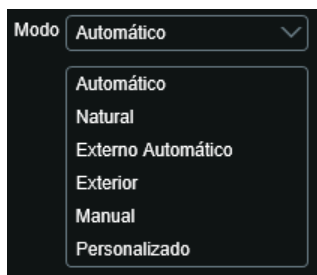 Modo Automático
Automático
Natural
Externo Automático
Exterior
Manual
Personalizado